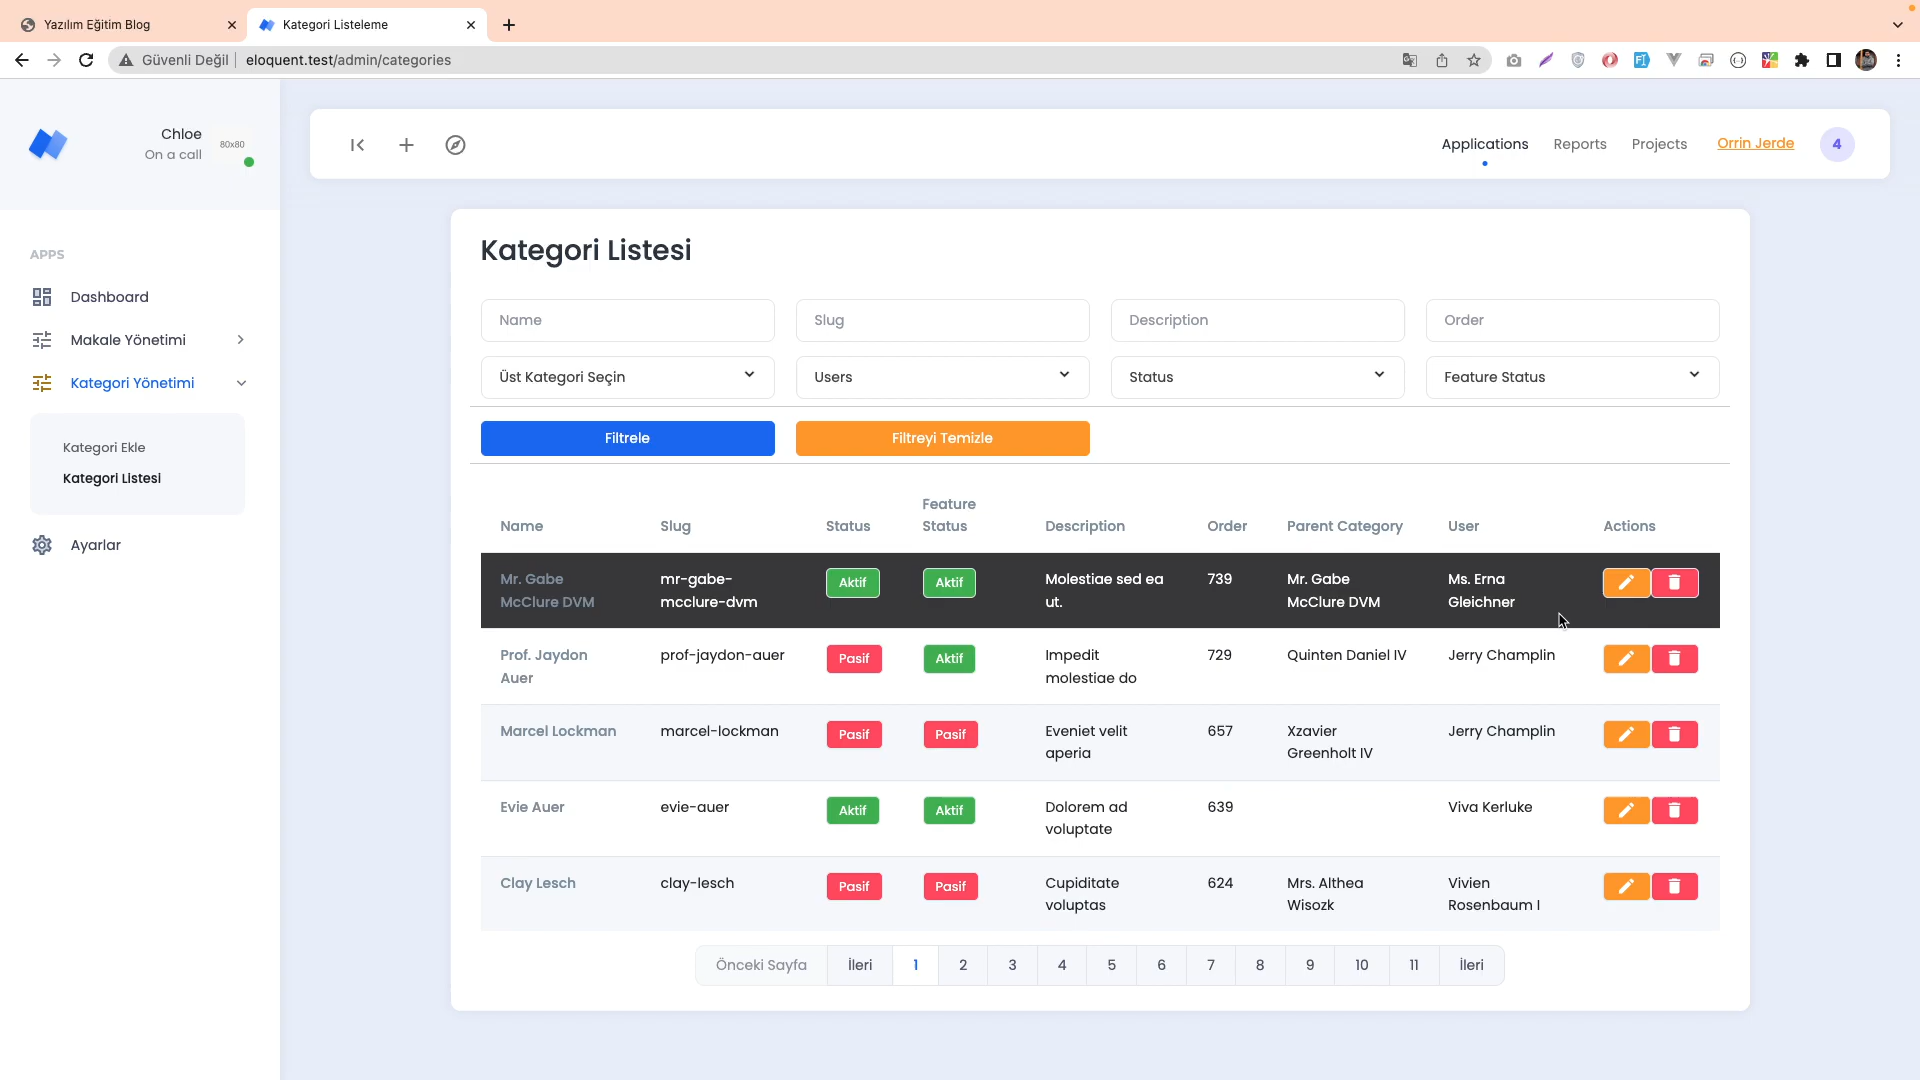 Yazılım Eğitim Blog
Kategori Listeleme
Güvenli Değil
eloquent.test/admin/categories
Chloe
On a call
80x80
Applications
Reports
Projects
Orrin Jerde
4
APPS
Dashboard
Makale Yönetimi
Kategori Yönetimi
Kategori Ekle
Kategori Listesi
Ayarlar
Kategori Listesi
Name
Slug
Description
Order
Üst Kategori Seçin
Users
Status
Feature Status
Filtrele
Filtreyi Temizle
Name
Slug
Status
Feature
Status
Description
Order
Parent Category
User
Actions
Mr. Gabe
McClure DVM
mr-gabe-
mcclure-dvm
Aktif
Aktif
Molestiae sed ea
ut.
739
Mr. Gabe
McClure DVM
Ms. Erna
Gleichner
Prof. Jaydon
Auer
prof-jaydon-auer
Pasif
Aktif
Impedit
molestiae do
729
Quinten Daniel IV
Jerry Champlin
Marcel Lockman
marcel-lockman
Pasif
Pasif
Eveniet velit
aperia
657
Xzavier
Greenholt IV
Jerry Champlin
Evie Auer
evie-auer
Aktif
Aktif
Dolorem ad
voluptate
639
Viva Kerluke
Clay Lesch
clay-lesch
Pasif
Pasif
Cupiditate
voluptas
624
Mrs. Althea
Wisozk
Vivien
Rosenbaum I
Önceki Sayfa
İleri
1
2
3
4
5
6
7
8
9
10
11
İleri